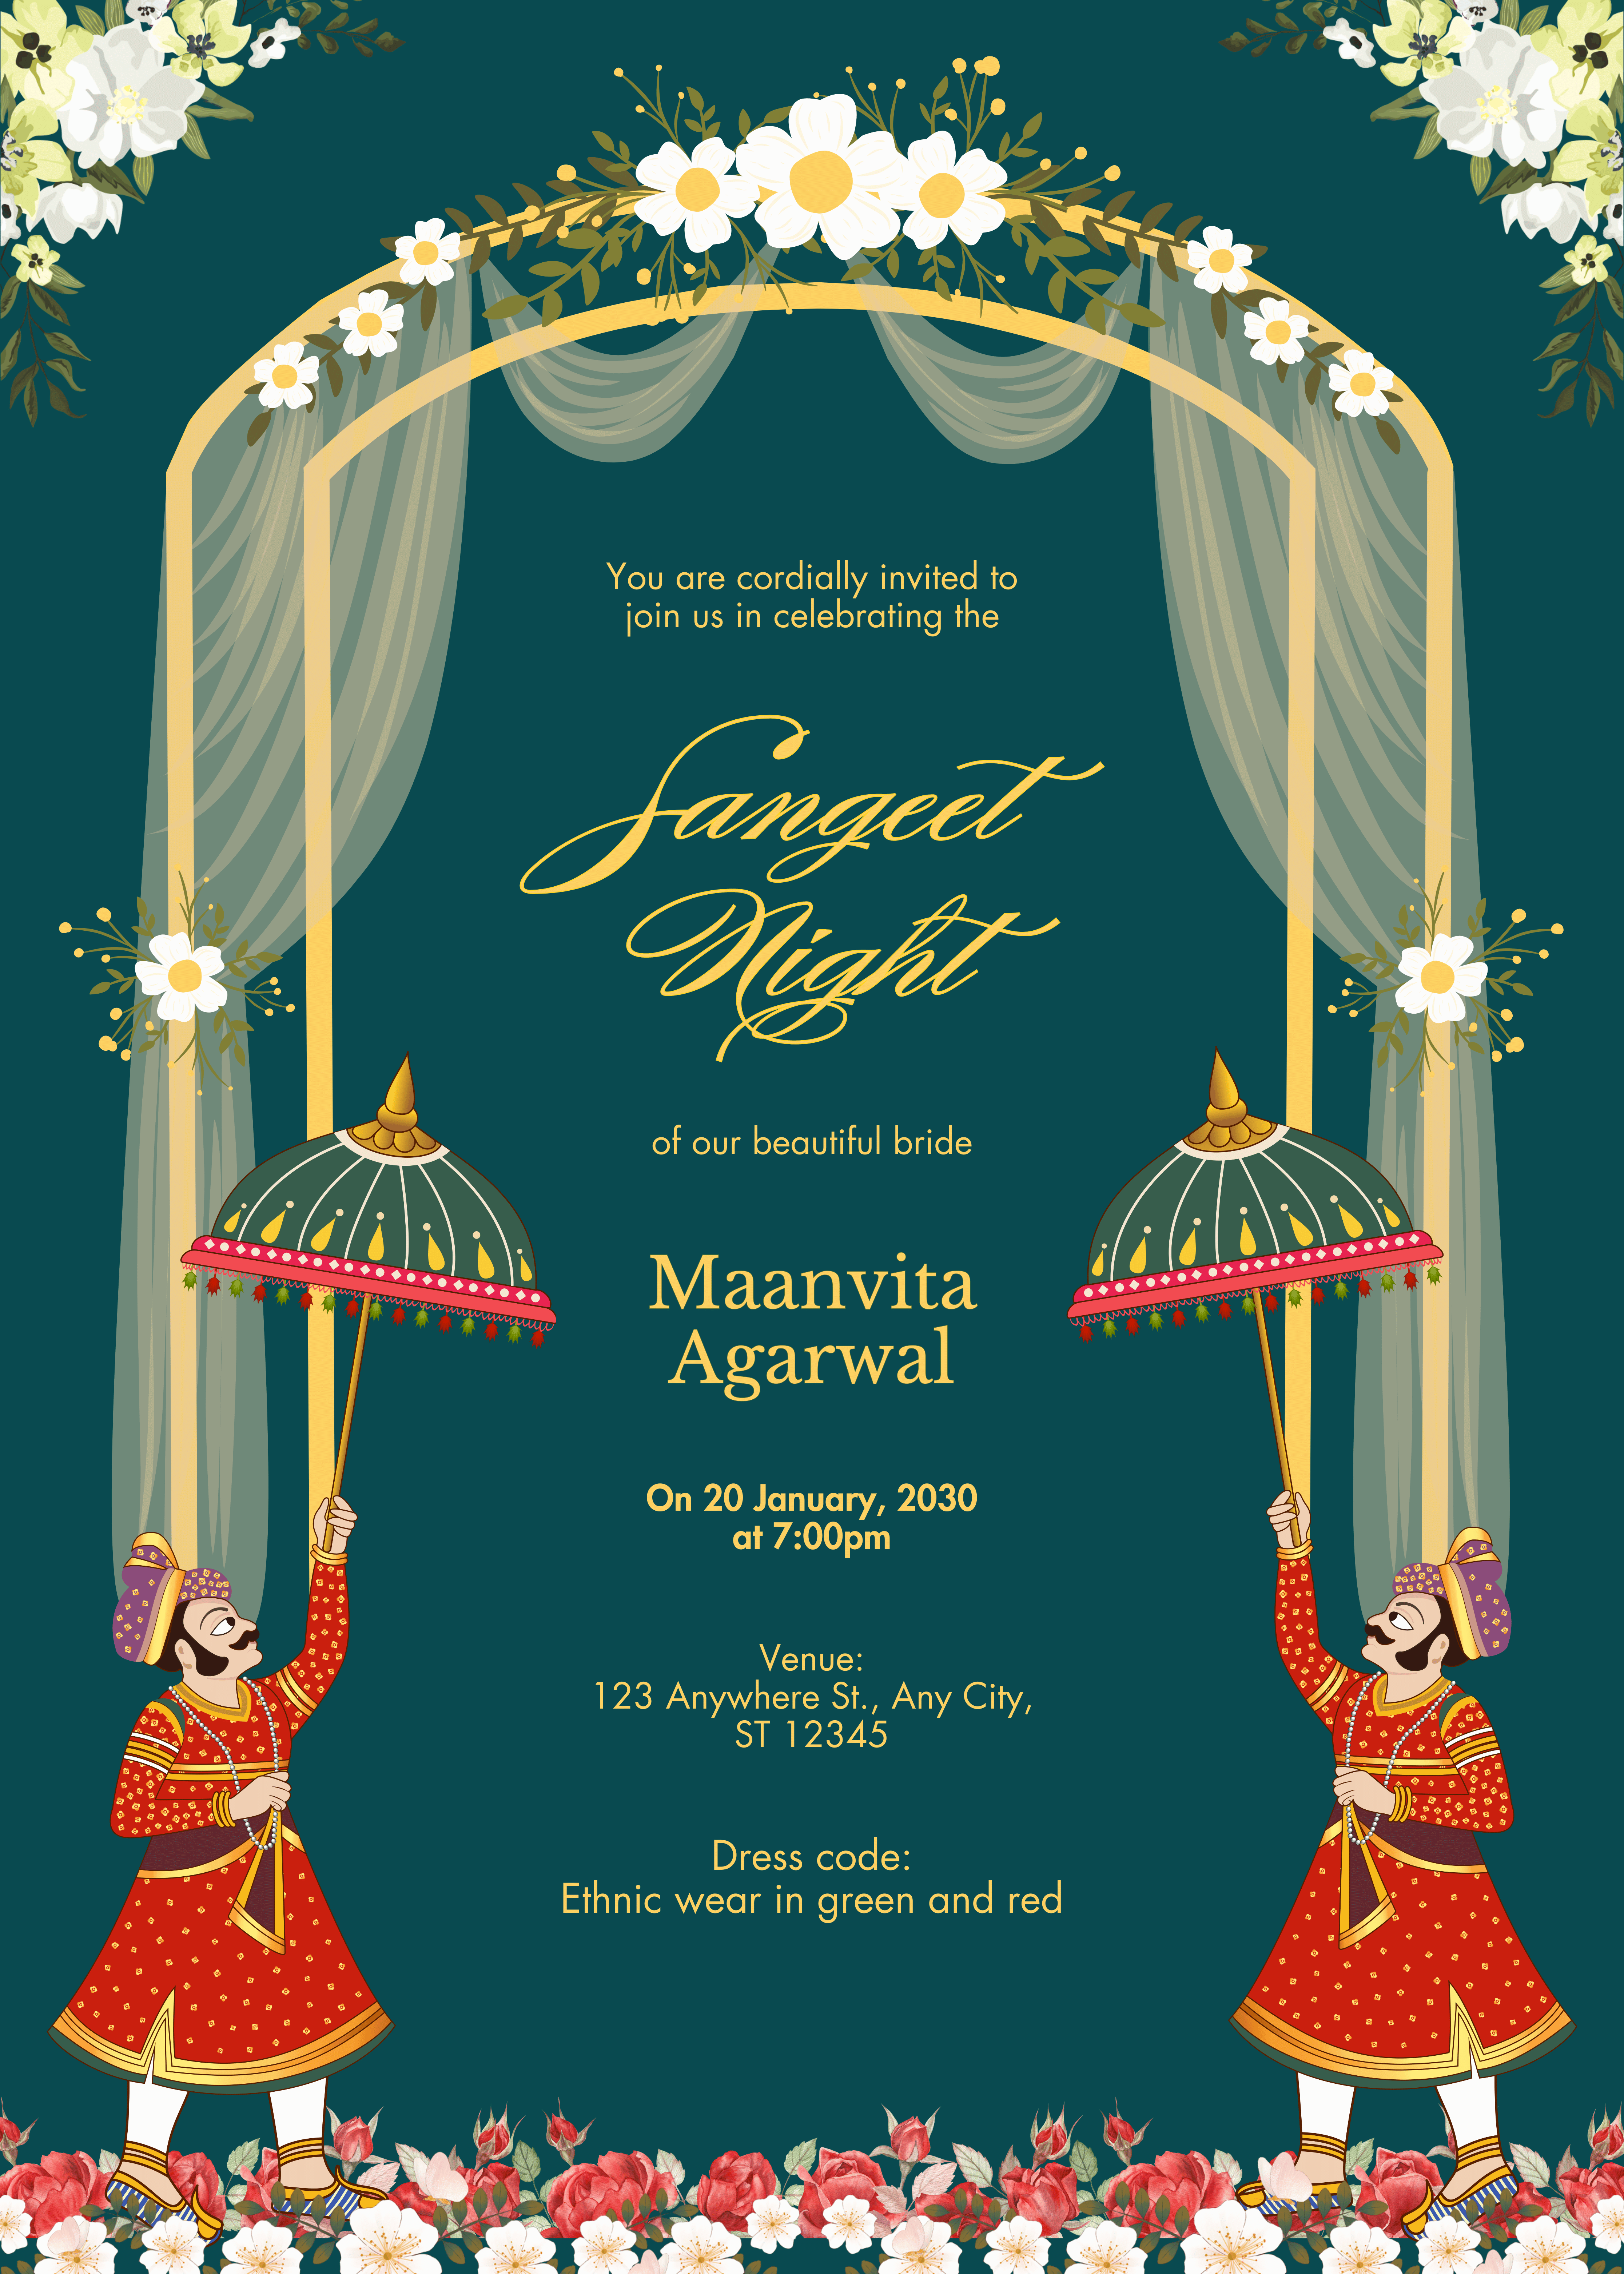 You are cordially invited to
join us in celebrating the
Sangeet
Night
of our beautiful bride
Maanvita
Agarwal
On 20 January, 2030
at 7:00pm
Venue:
123 Anywhere St., Any City,
ST 12345
Dress code:
Ethnic wear in green and red